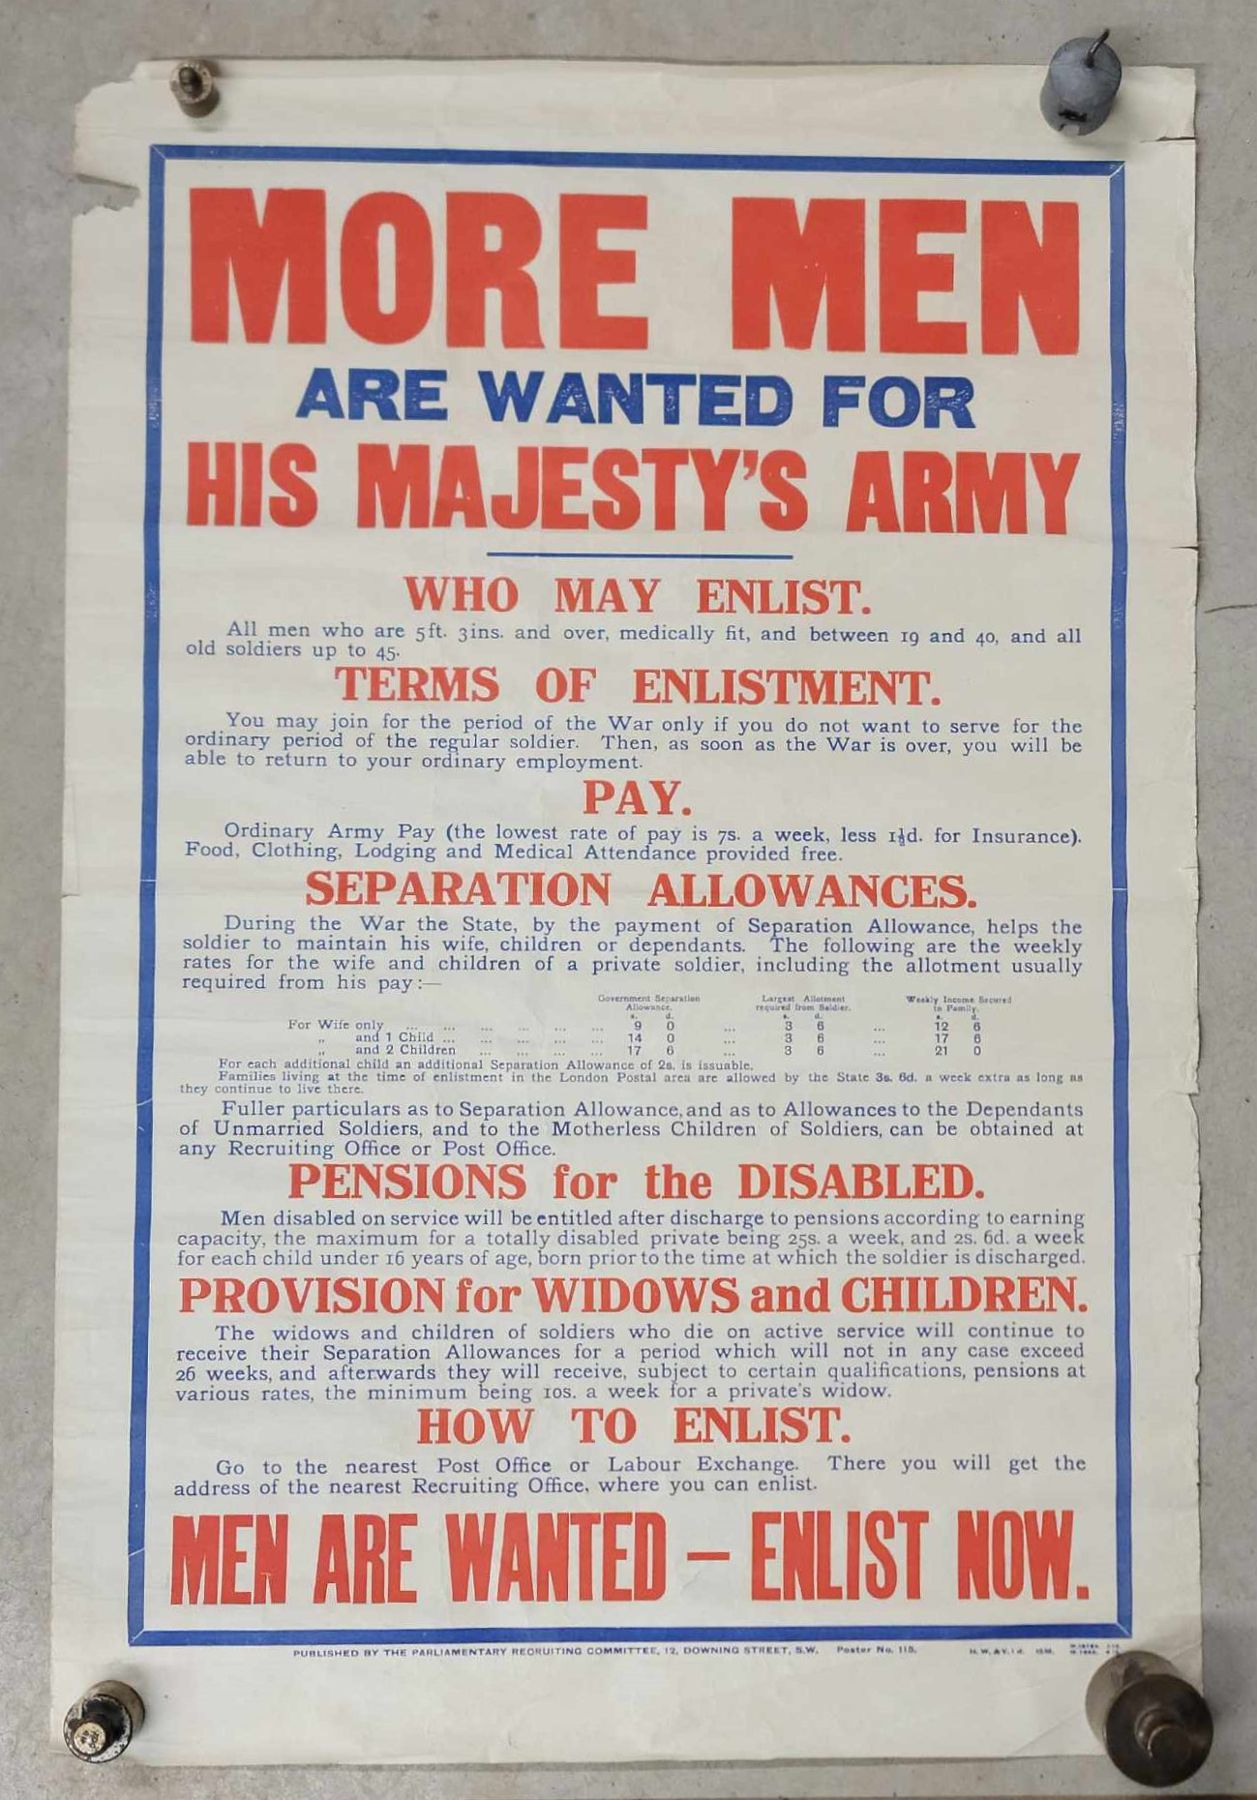 MORE MEN
ARE WANTED FOR
HIS MAJESTY'S ARMY
WHO MAY ENLIST.
All men who are 5ft. 3ins. and over, medically fit, and between 19 and 40, and all
old soldiers up to 45.
TERMS OF ENLISTMENT.
You may join for the period of the War only if you do not want to serve for the
ordinary period of the regular soldier. Then, as soon as the War is over, you will be
able to return to your ordinary employment.
PAY.
Ordinary Army Pay (the lowest rate of pay is 7s. a week, less 1½d. for Insurance).
Food, Clothing, Lodging and Medical Attendance provided free.
SEPARATION ALLOWANCES.
During the War the State, by the payment of Separation Allowance, helps the
soldier to maintain his wife, children or dependants. The following are the weekly
rates for the wife and children of a private soldier, including the allotment usually
required from his pay:—
Government Separation Largest Allotment Weekly Income Secured
Allowance. required from Soldier. to Family.
s. d. s. d. s. d.
For Wife only ... ... ... ... ... ... 9 0 ... 3 6 ... 12 6
„ and 1 Child ... ... ... ... ... 14 0 ... 3 6 ... 17 6
„ and 2 Children ... ... ... ... 17 6 ... 3 6 ... 21 0
For each additional child an additional Separation Allowance of 2s. is issuable.
Families living at the time of enlistment in the London Postal area are allowed by the State 3s. 6d. a week extra as long as
they continue to live there.
Fuller particulars as to Separation Allowance, and as to Allowances to the Dependants
of Unmarried Soldiers, and to the Motherless Children of Soldiers, can be obtained at
any Recruiting Office or Post Office.
PENSIONS for the DISABLED.
Men disabled on service will be entitled after discharge to pensions according to earning
capacity, the maximum for a totally disabled private being 25s. a week, and 2s. 6d. a week
for each child under 16 years of age, born prior to the time at which the soldier is discharged.
PROVISION for WIDOWS and CHILDREN.
The widows and children of soldiers who die on active service will continue to
receive their Separation Allowances for a period which will not in any case exceed
26 weeks, and afterwards they will receive, subject to certain qualifications, pensions at
various rates, the minimum being 10s. a week for a private's widow.
HOW TO ENLIST.
Go to the nearest Post Office or Labour Exchange. There you will get the
address of the nearest Recruiting Office, where you can enlist.
MEN ARE WANTED – ENLIST NOW.
PUBLISHED BY THE PARLIAMENTARY RECRUITING COMMITTEE, 12, DOWNING STREET, S.W. Poster No. 115.